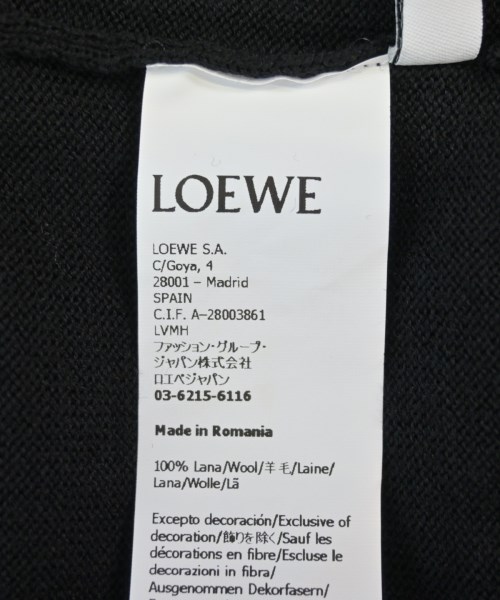 LOEWE
LOEWE S.A.
C/Goya, 4
28001 – Madrid
SPAIN
C.I.F. A–28003861
LVMH
ファッション・グループ・
ジャパン株式会社
ロエベジャパン
03-6215-6116
Made in Romania
100% Lana/Wool/羊毛/Laine/
Lana/Wolle/Lã
Excepto decoración/Exclusive of
decoration/飾りを除く/Sauf les
décorations en fibre/Escluse le
decorazioni in fibra/
Ausgenommen Dekorfasern/